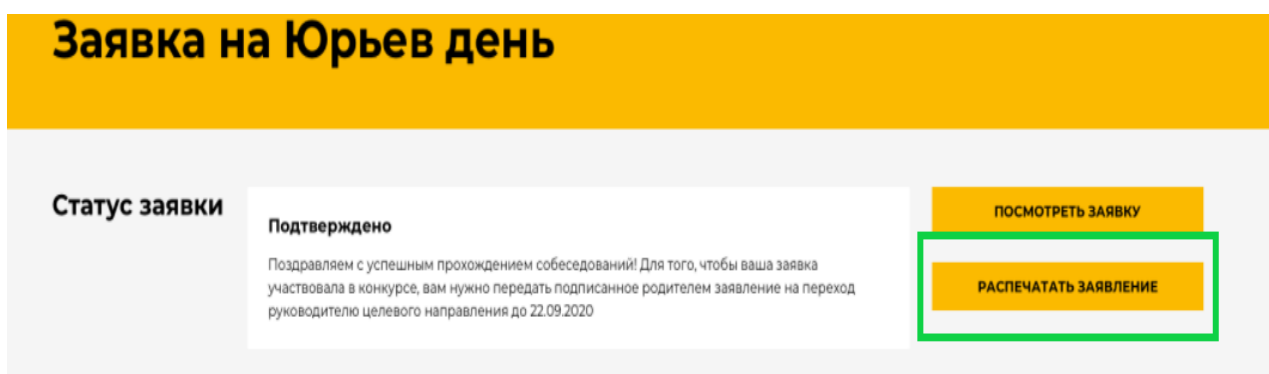 Заявка на Юрьев день
Статус заявки
Подтверждено
Поздравляем с успешным прохождением собеседований! Для того, чтобы ваша заявка
участвовала в конкурсе, вам нужно передать подписанное родителем заявление на переход
руководителю целевого направления до 22.09.2020
ПОСМОТРЕТЬ ЗАЯВКУ
РАСПЕЧАТАТЬ ЗАЯВЛЕНИЕ